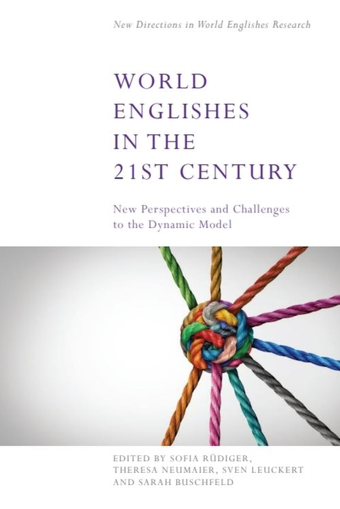 New Directions in World Englishes Research
WORLD
ENGLISHES
IN THE
21ST CENTURY
New Perspectives and Challenges
to the Dynamic Model
EDITED BY SOFIA RÜDIGER,
THERESA NEUMAIER, SVEN LEUCKERT
AND SARAH BUSCHFELD